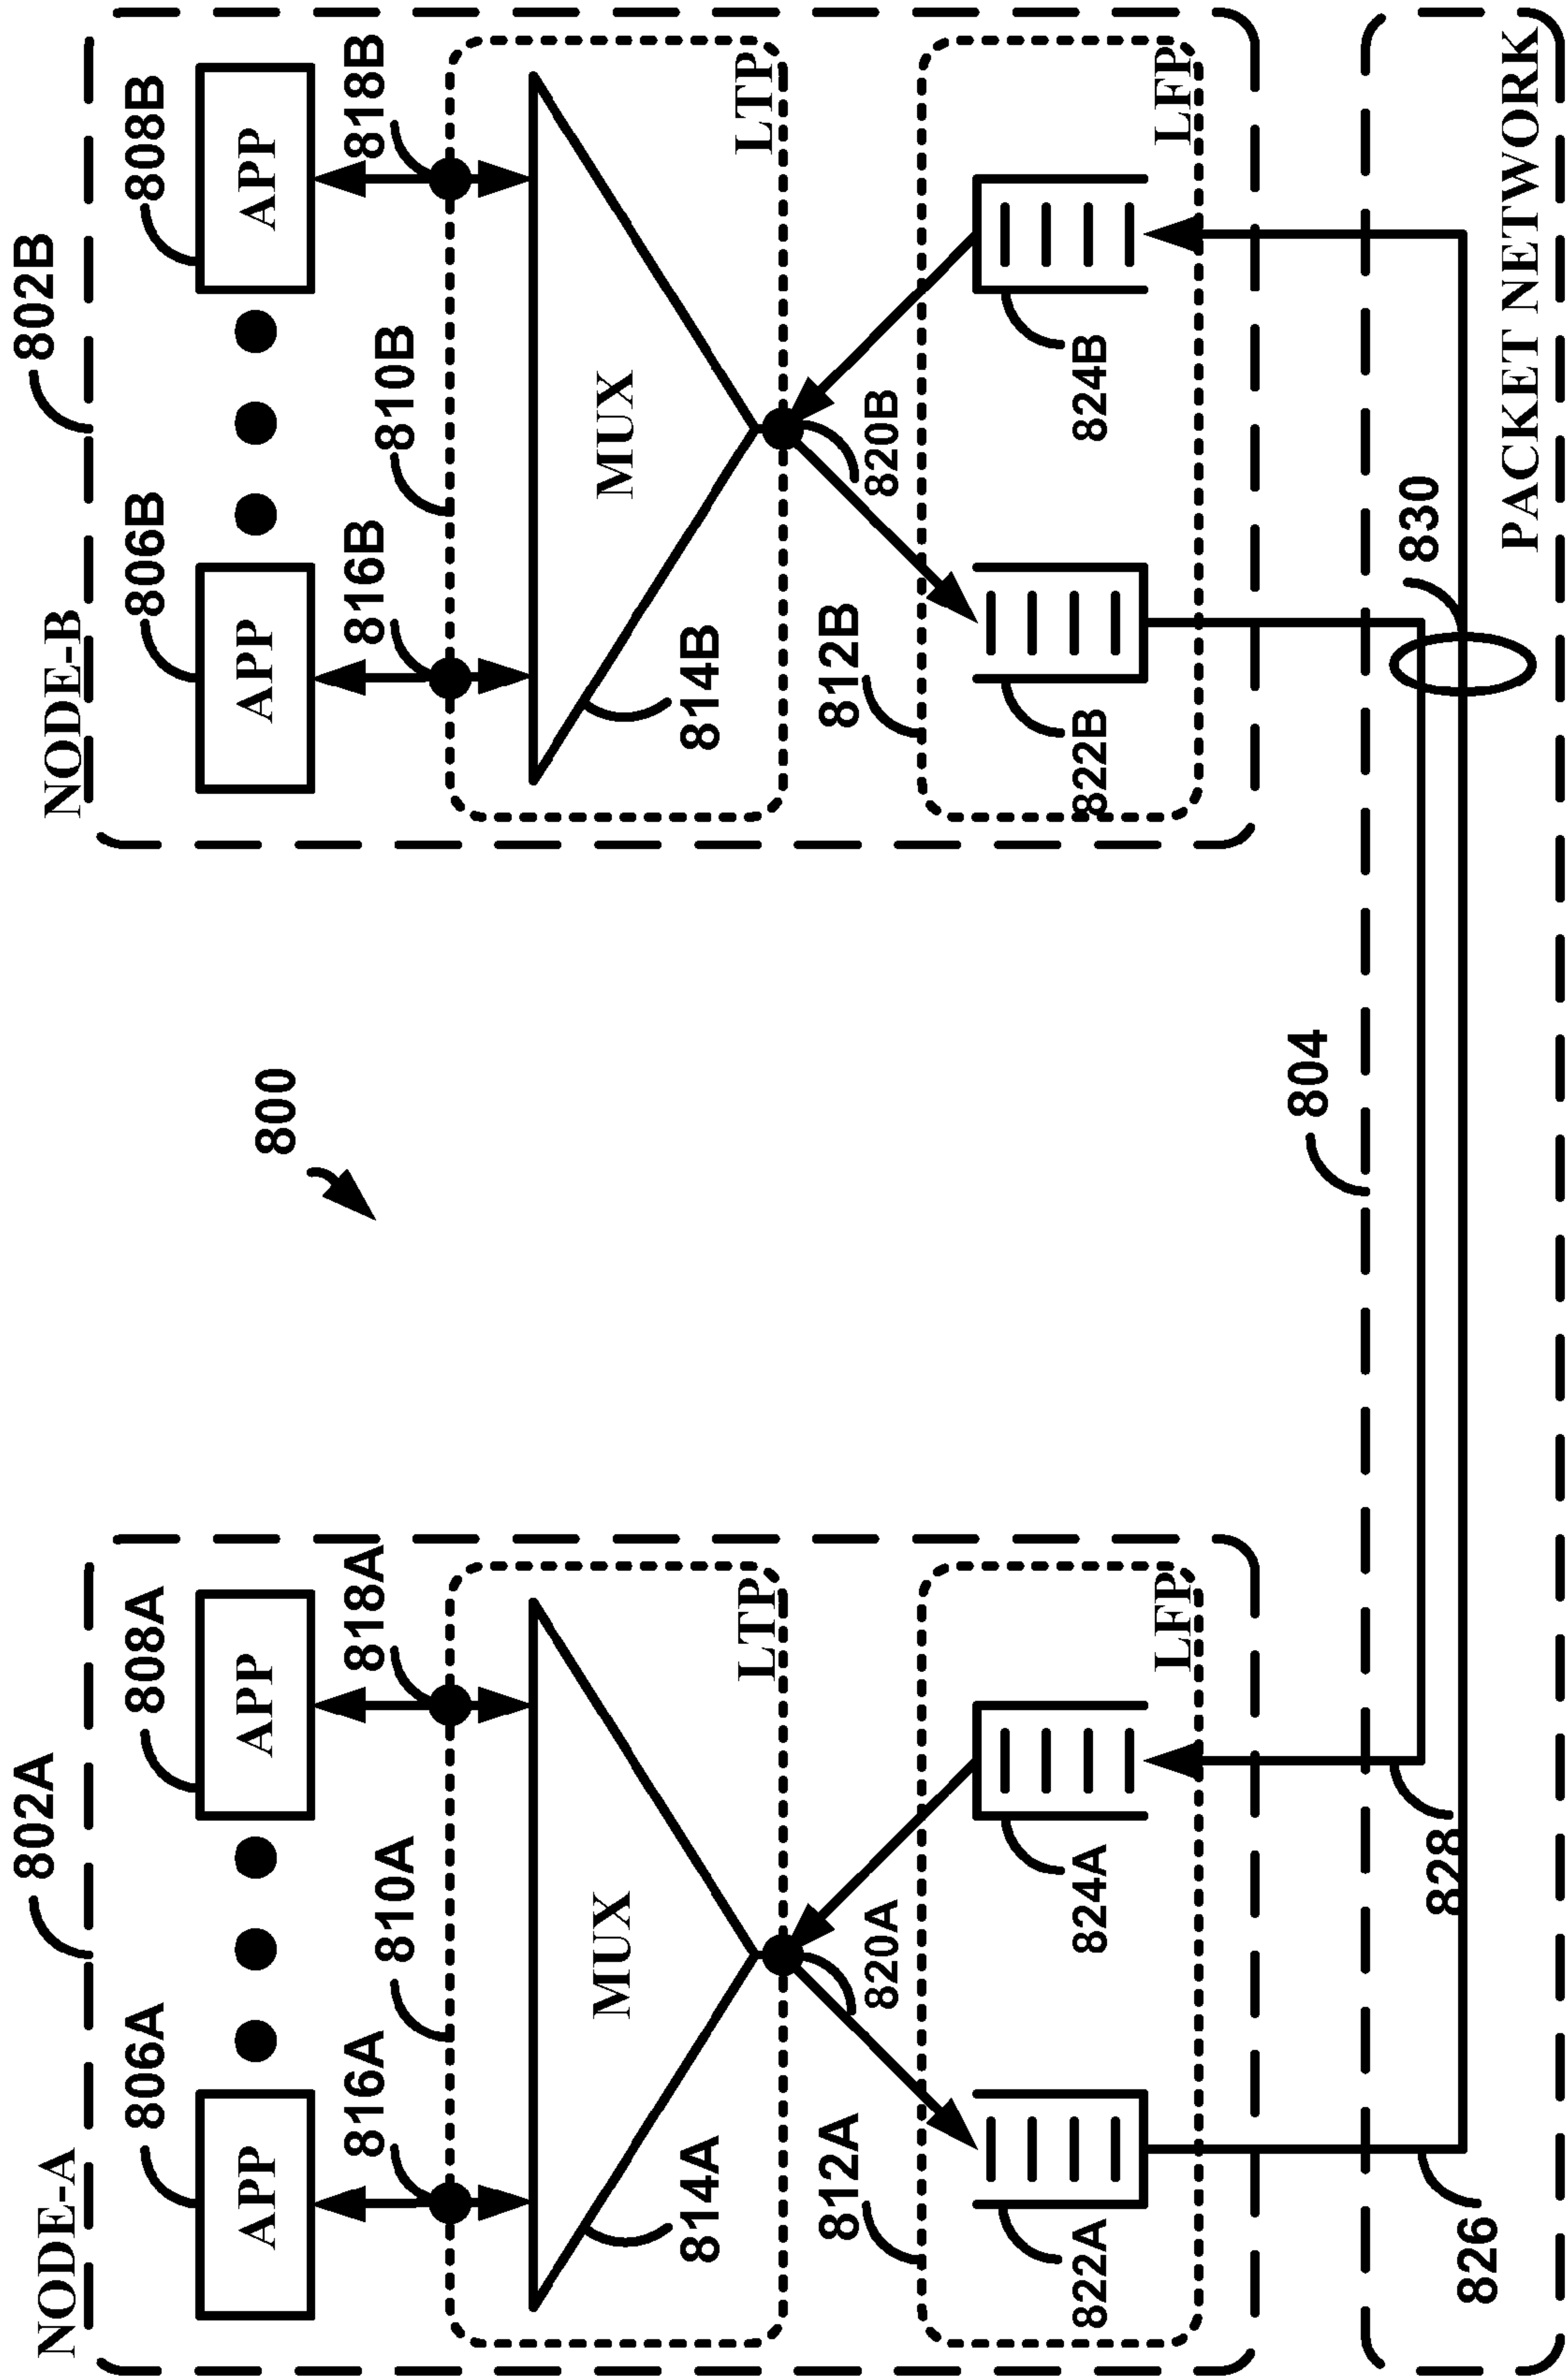 802A
NODE-A
806A
808A
APP
APP
816A
818A
810A
MUX
814A
LTP
820A
812A
822A
824A
LFP
826
828
800
804
802B
NODE-B
806B
808B
APP
APP
816B
818B
810B
MUX
814B
LTP
820B
812B
822B
824B
LFP
830
PACKET NETWORK